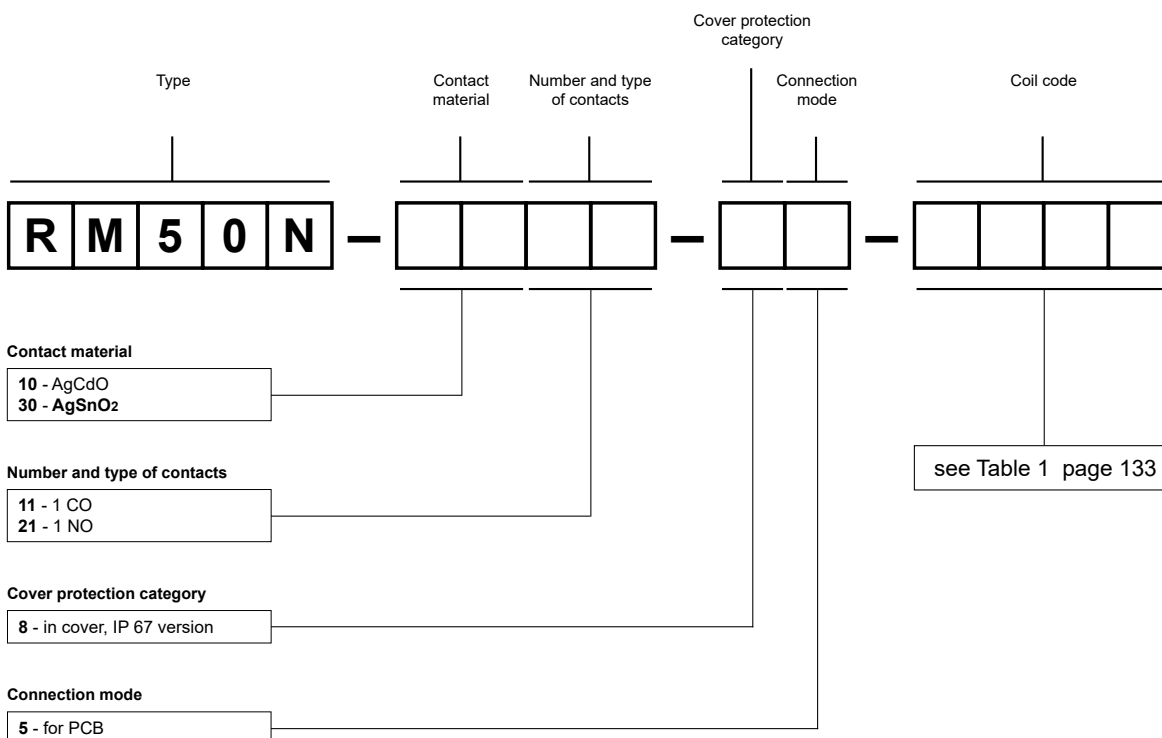 Cover protection
category
Type
Contact
material
Number and type
of contacts
Connection
mode
Coil code
R M 5 0 N – – –
Contact material
10 - AgCdO
30 - AgSnO2
see Table 1 page 133
Number and type of contacts
11 - 1 CO
21 - 1 NO
Cover protection category
8 - in cover, IP 67 version
Connection mode
5 - for PCB